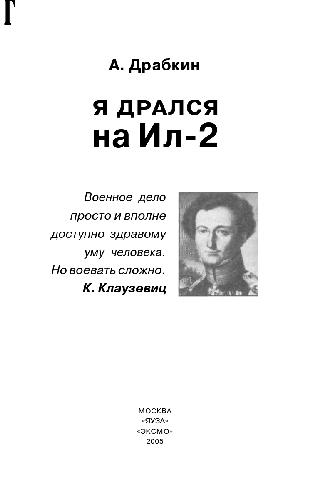 А. Драбкин
Я ДРАЛСЯ
на Ил-2
Военное дело
просто и вполне
доступно здравому
уму человека.
Но воевать сложно.
К. Клаузевиц
МОСКВА
«ЯУЗА»
«ЭКСМО»
2005